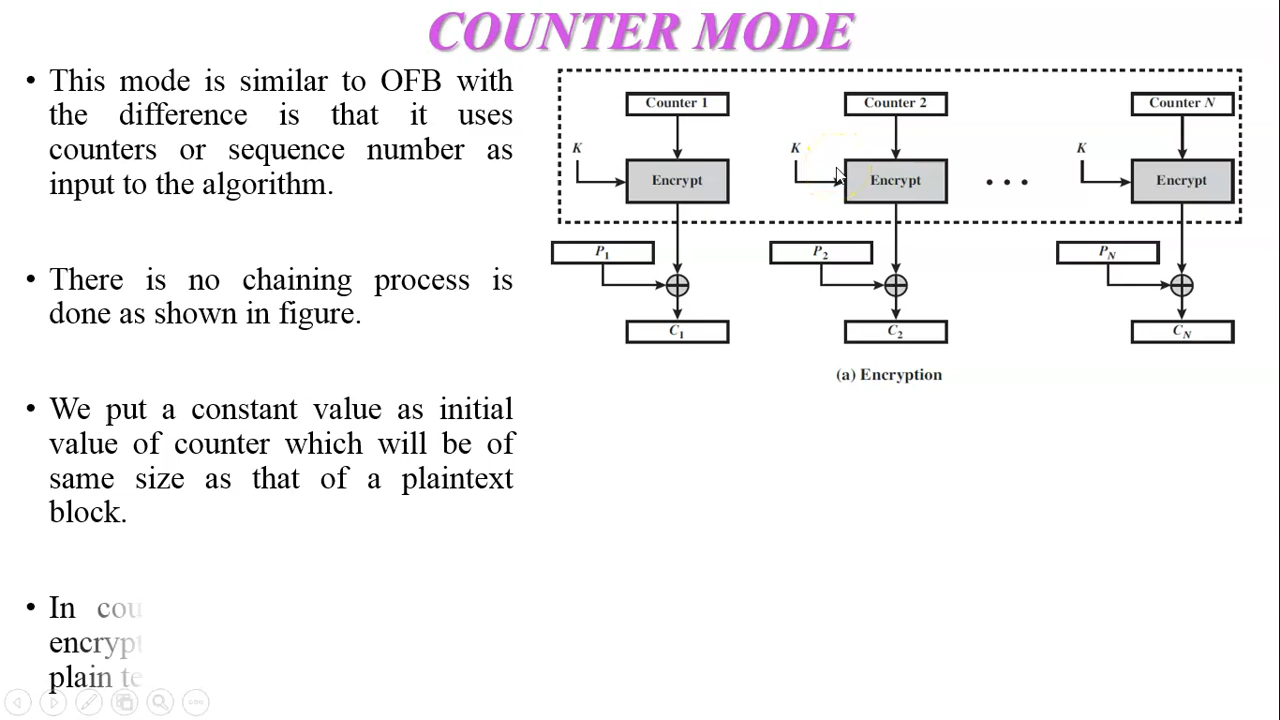 COUNTER MODE
• This mode is similar to OFB with
the difference is that it uses
counters or sequence number as
input to the algorithm.
• There is no chaining process is
done as shown in figure.
• We put a constant value as initial
value of counter which will be of
same size as that of a plaintext
block.
• In
plain
Counter 1 Counter 2 Counter N
K K K
Encrypt Encrypt • • • Encrypt
P1 P2 PN
C1 C2 CN
(a) Encryption